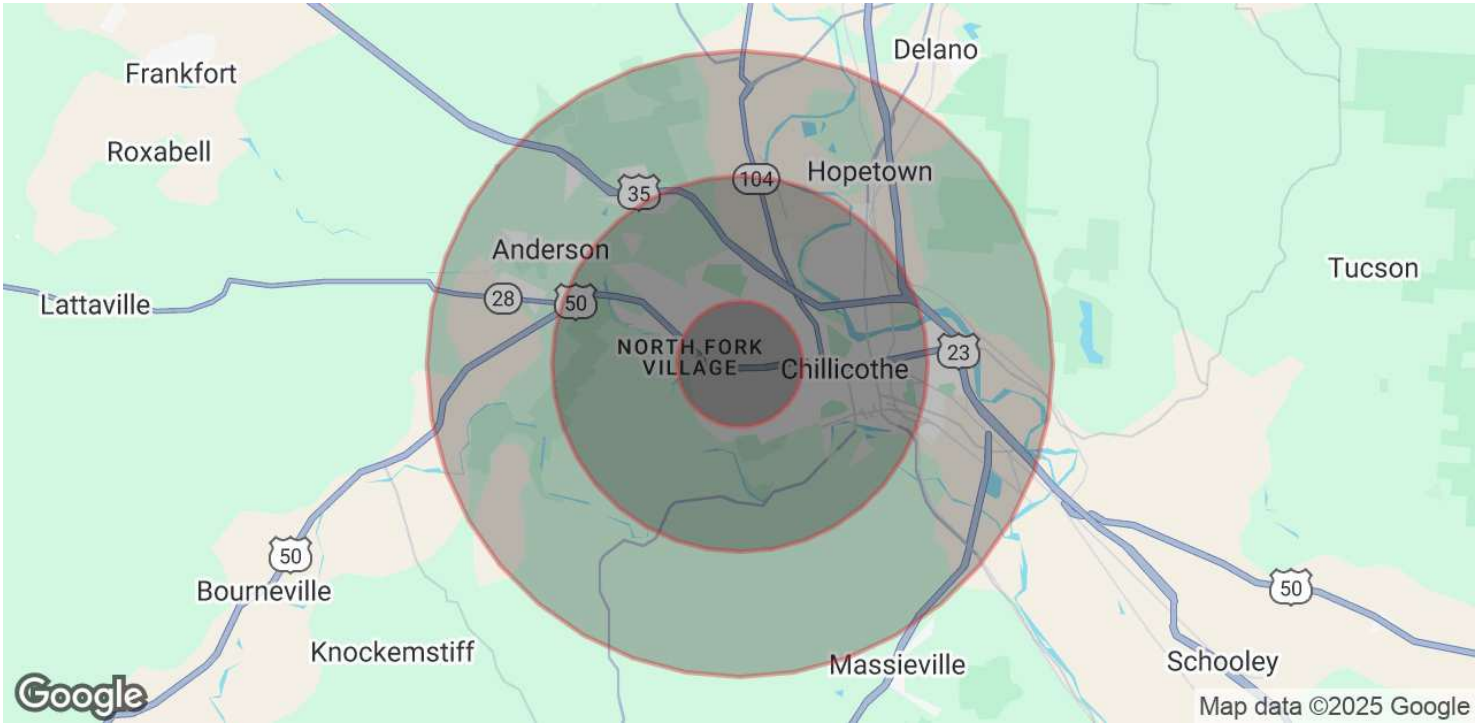 Delano
Frankfort
Roxabell
Hopetown
104
35
Anderson
Tucson
Lattaville
28
50
NORTH FORK
VILLAGE
Chillicothe
23
50
Bourneville
50
Knockemstiff
Massieville
Schooley
Google
Map data ©2025 Google